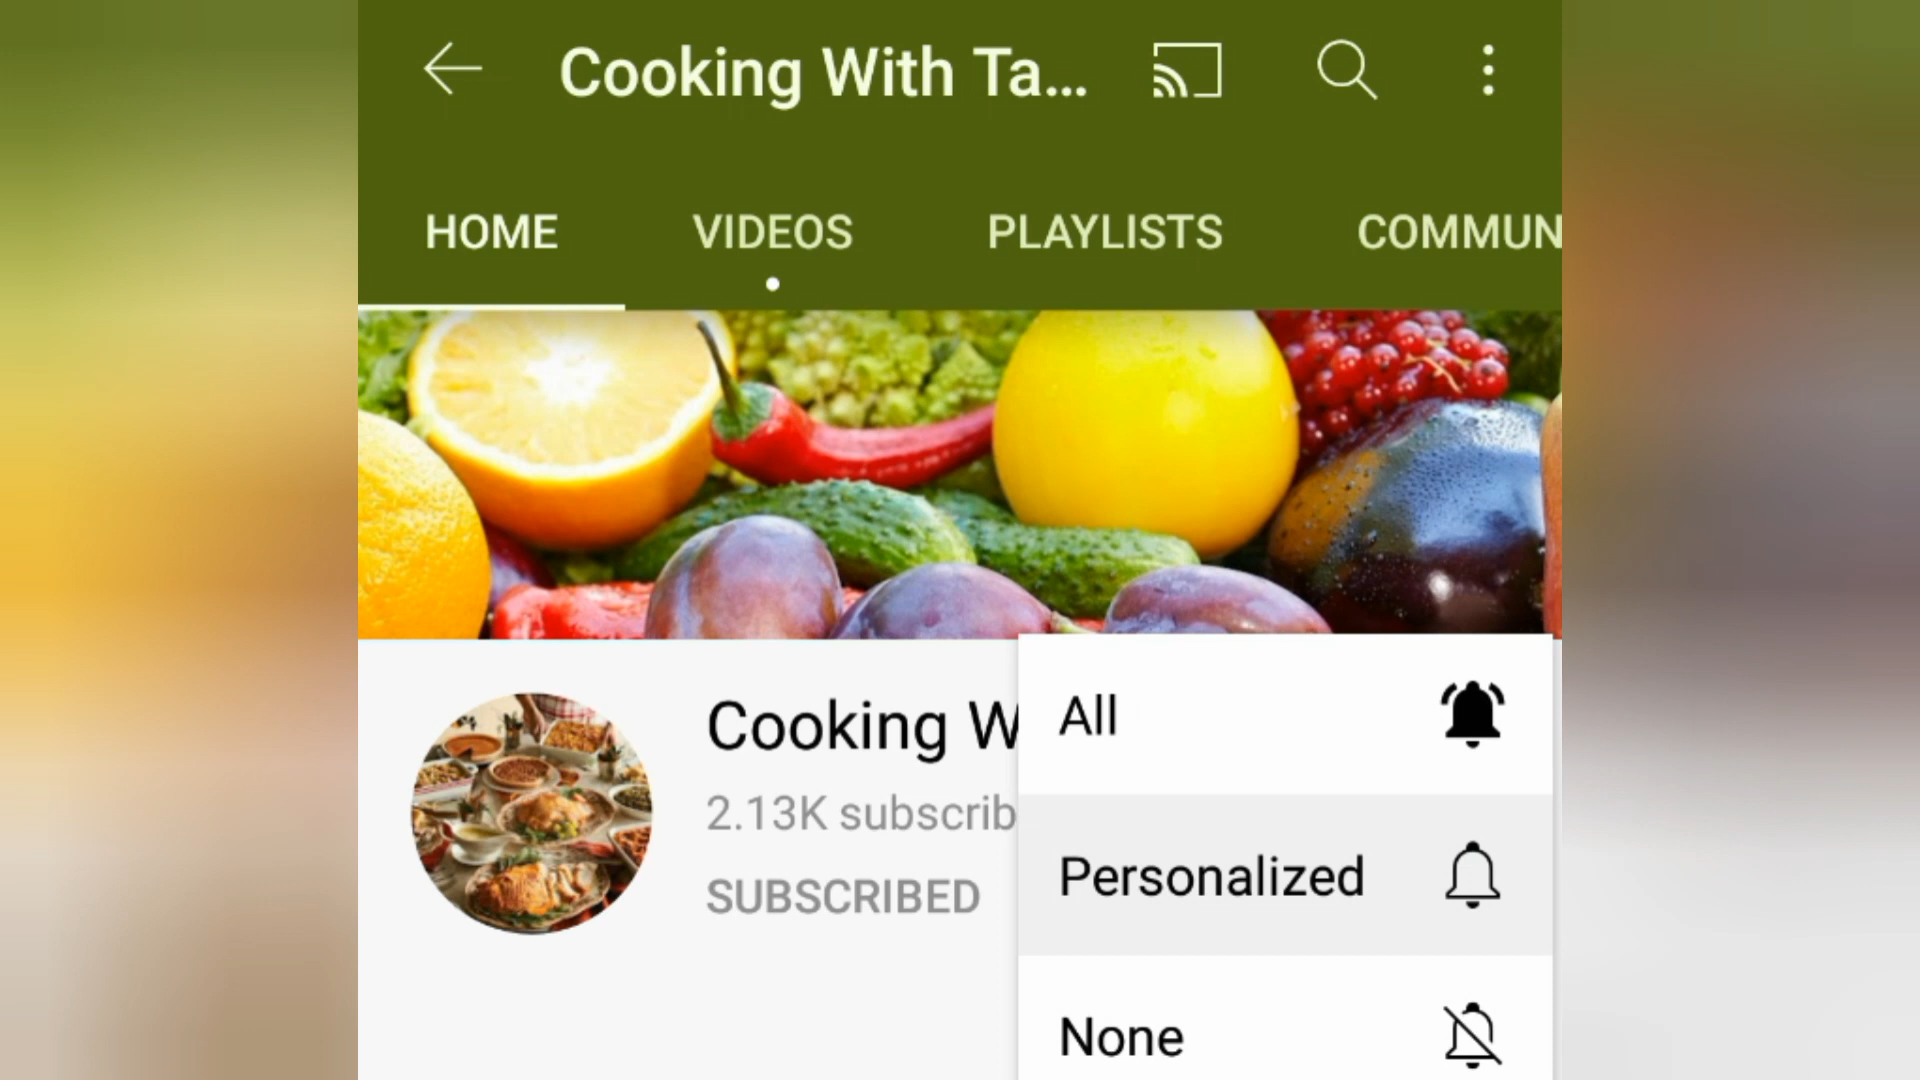 Cooking With Ta...
HOME VIDEOS PLAYLISTS COMMUN
Cooking W
2.13K subscrib
SUBSCRIBED
All
Personalized
None